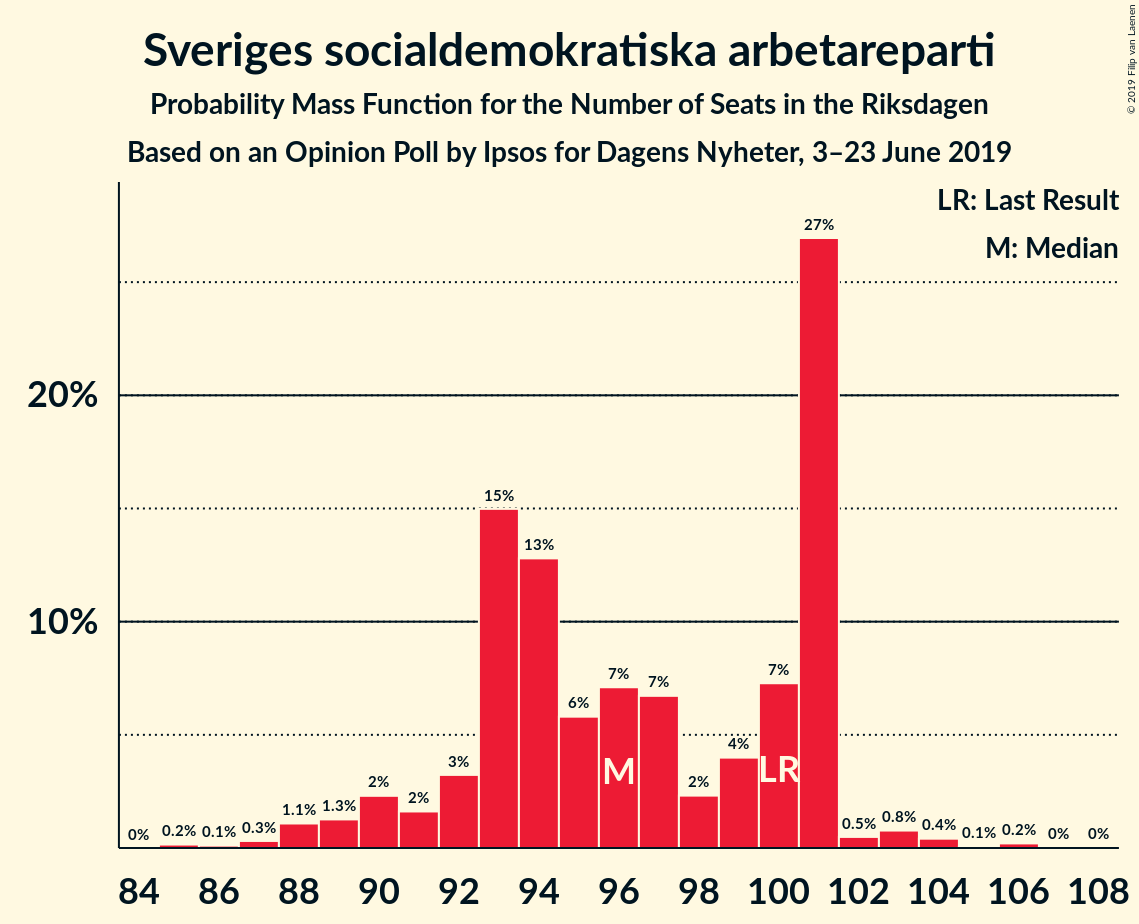 Sveriges socialdemokratiska arbetareparti
Probability Mass Function for the Number of Seats in the Riksdagen
Based on an Opinion Poll by Ipsos for Dagens Nyheter, 3–23 June 2019
© 2019 Filip van Laenen
LR: Last Result
M: Median
20%
10%
0% 0.2% 0.1% 0.3% 1.1% 1.3% 2% 2% 3% 15% 13% 6% 7% 7% 2% 4% 7% 27% 0.5% 0.8% 0.4% 0.1% 0.2% 0% 0%
M LR
84 86 88 90 92 94 96 98 100 102 104 106 108